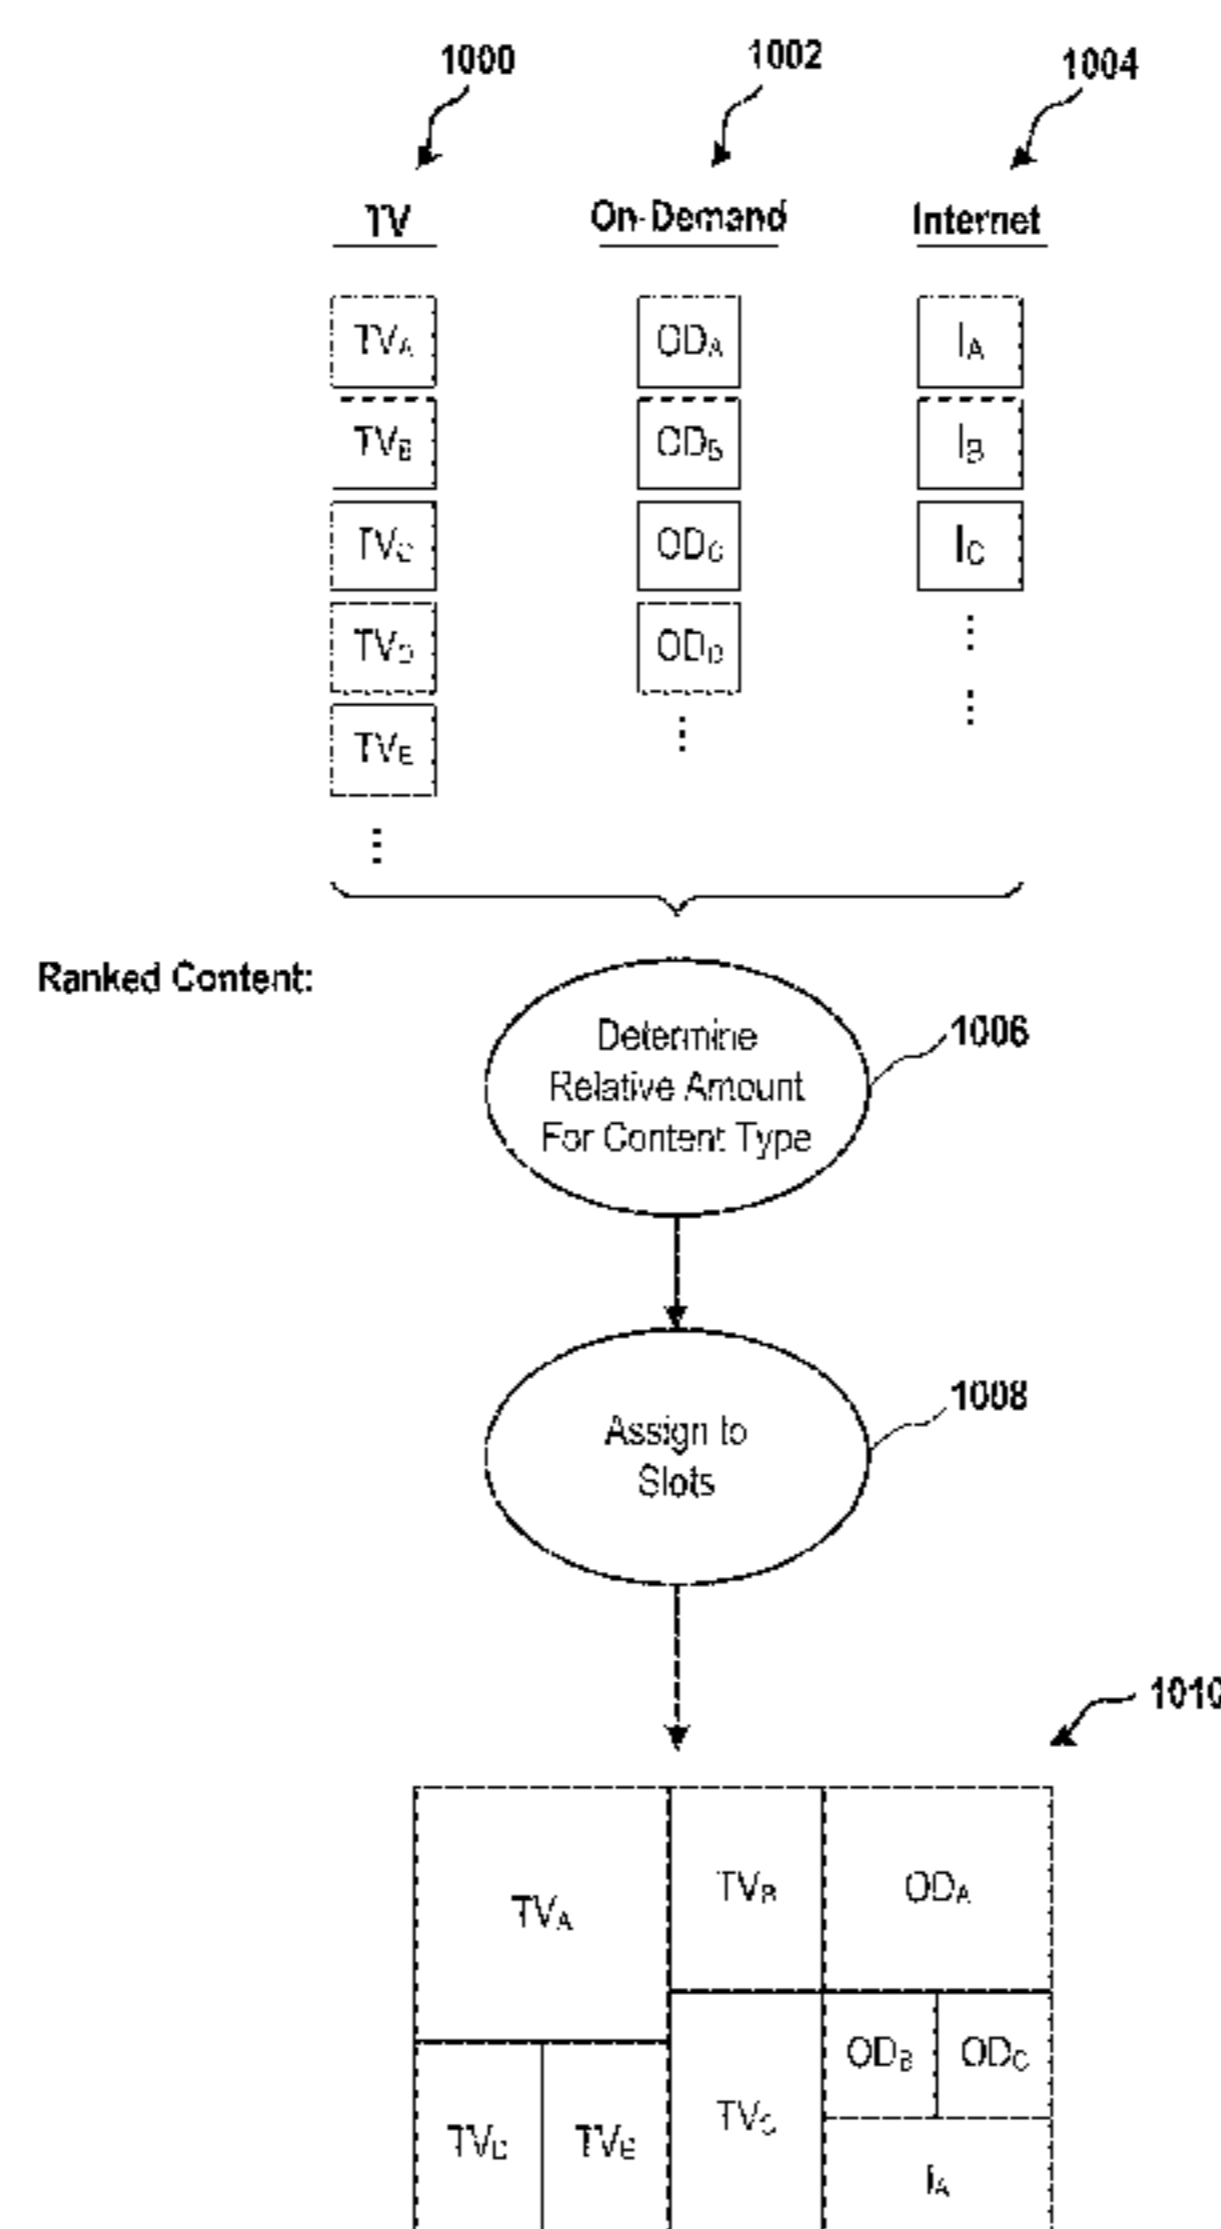 1000 1002 1004
TV On-Demand Internet
TVA ODA IA
TVB ODB IB
TVC ODC IC
TVD ODD
TVE
Ranked Content:
Determine
Relative Amount
For Content Type
1006
Assign to
Slots
1008
1010
TVA TVB ODA
ODB ODC
TVD TVE TVC
IA